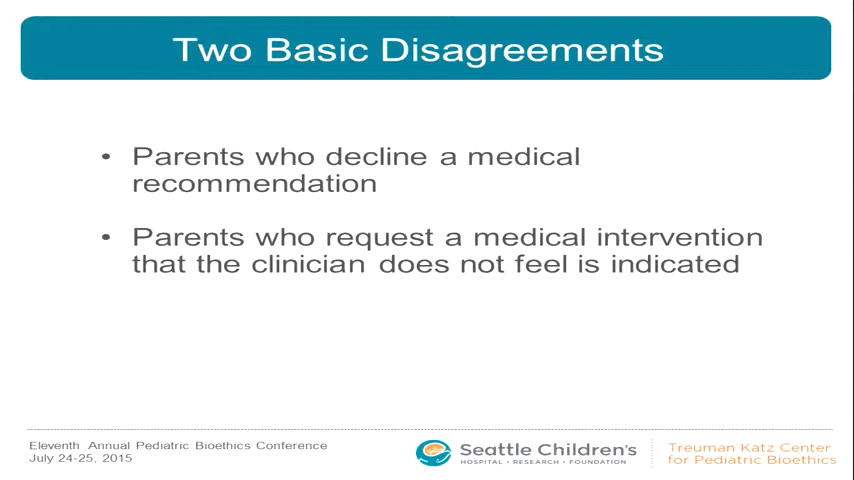 Two Basic Disagreements
• Parents who decline a medical
recommendation
• Parents who request a medical intervention
that the clinician does not feel is indicated
Eleventh Annual Pediatric Bioethics Conference
July 24-25, 2015
Seattle Children's
HOSPITAL • RESEARCH • FOUNDATION
Treuman Katz Center
for Pediatric Bioethics